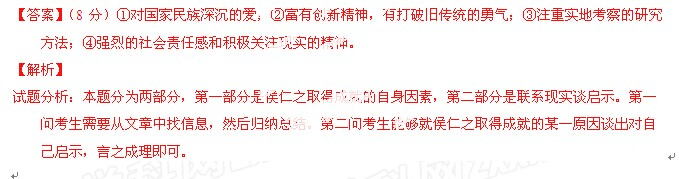 【答案】(8 分) ①对国家民族深沉的爱，②富有创新精神，有打破旧传统的勇气；③注重实地考察的研究
方法；④强烈的社会责任感和积极关注现实的精神。
【解析】
试题分析：本题分为两部分，第一部分是侯仁之取得成就的自身因素，第二部分是联系现实谈启示。第一
问考生需要从文章中找信息，然后归纳总结。第二问考生能够就侯仁之取得成就的某一原因谈出对自
己启示，言之成理即可。